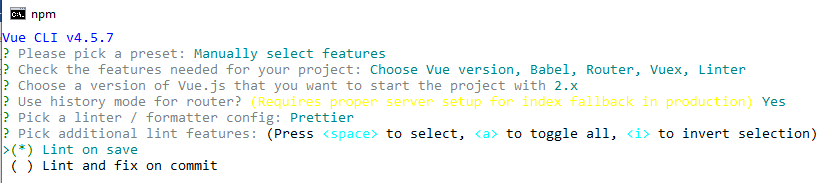 C:\. npm
Vue CLI v4.5.7
? Please pick a preset: Manually select features
? Check the features needed for your project: Choose Vue version, Babel, Router, Vuex, Linter
? Choose a version of Vue.js that you want to start the project with 2.x
? Use history mode for router? (Requires proper server setup for index fallback in production) Yes
? Pick a linter / formatter config: Prettier
? Pick additional lint features: (Press <space> to select, <a> to toggle all, <i> to invert selection)
>(*) Lint on save
( ) Lint and fix on commit